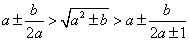 a ± b/2a > √(a² ± b) > a ± b/(2a ± 1)